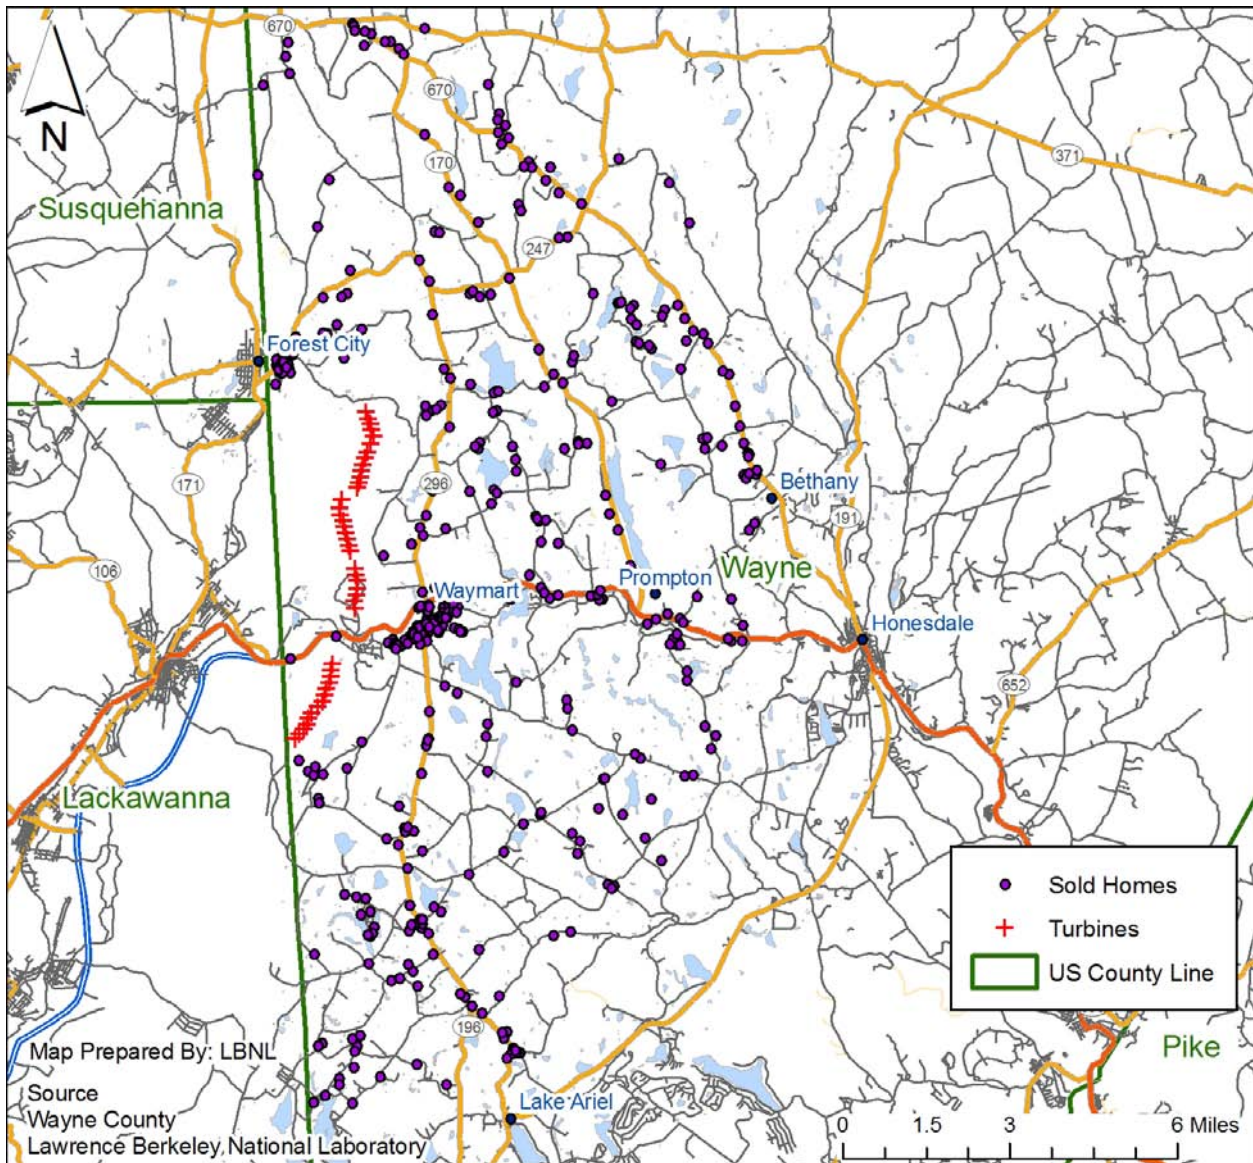 670
N
670
170
371
Susquehanna
247
Forest City
296
171
Bethany
191
106
Wayne
Prompton
Waymart
Honesdale
652
Lackawanna
Sold Homes
Turbines
US County Line
196
Map Prepared By: LBNL
Pike
Source
Wayne County
Lawrence Berkeley National Laboratory
Lake Ariel
0 1.5 3 6 Miles